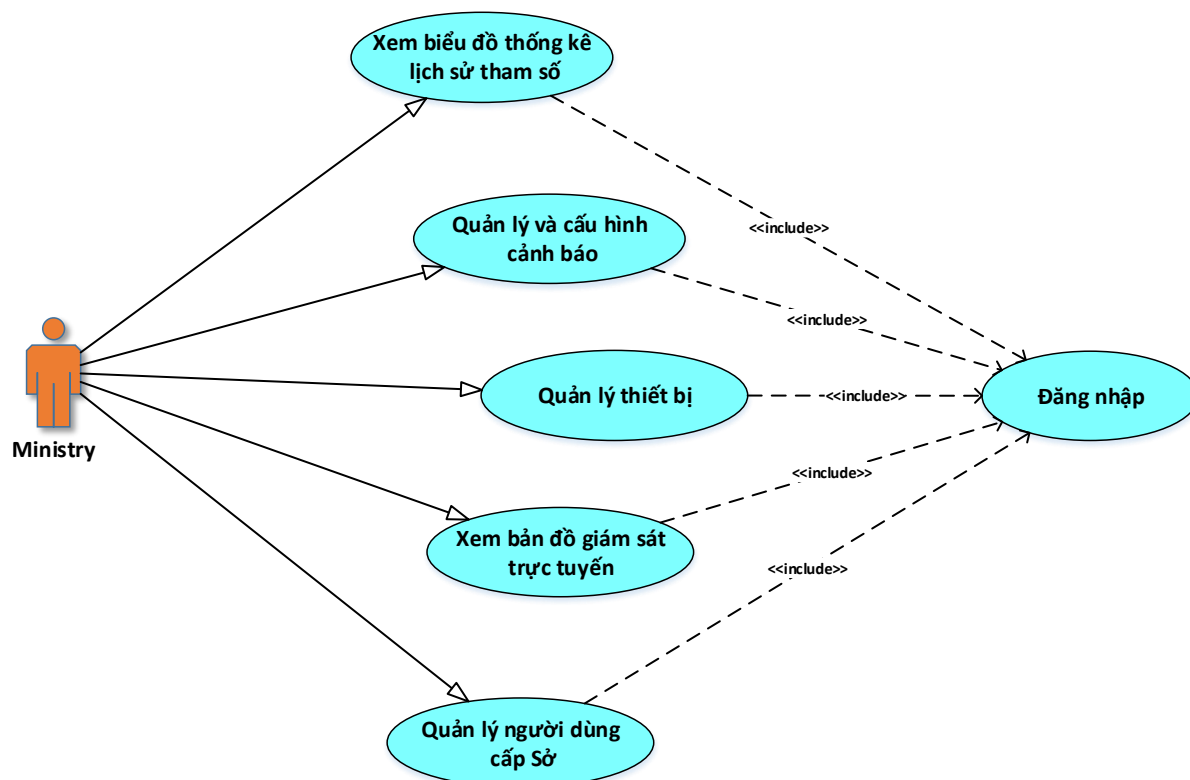 Xem biểu đồ thống kê
lịch sử tham số
<<include>>
Quản lý và cấu hình
cảnh báo
<<include>>
Quản lý thiết bị
<<include>>
Đăng nhập
Ministry
<<include>>
Xem bản đồ giám sát
trực tuyến
<<include>>
Quản lý người dùng
cấp Sở